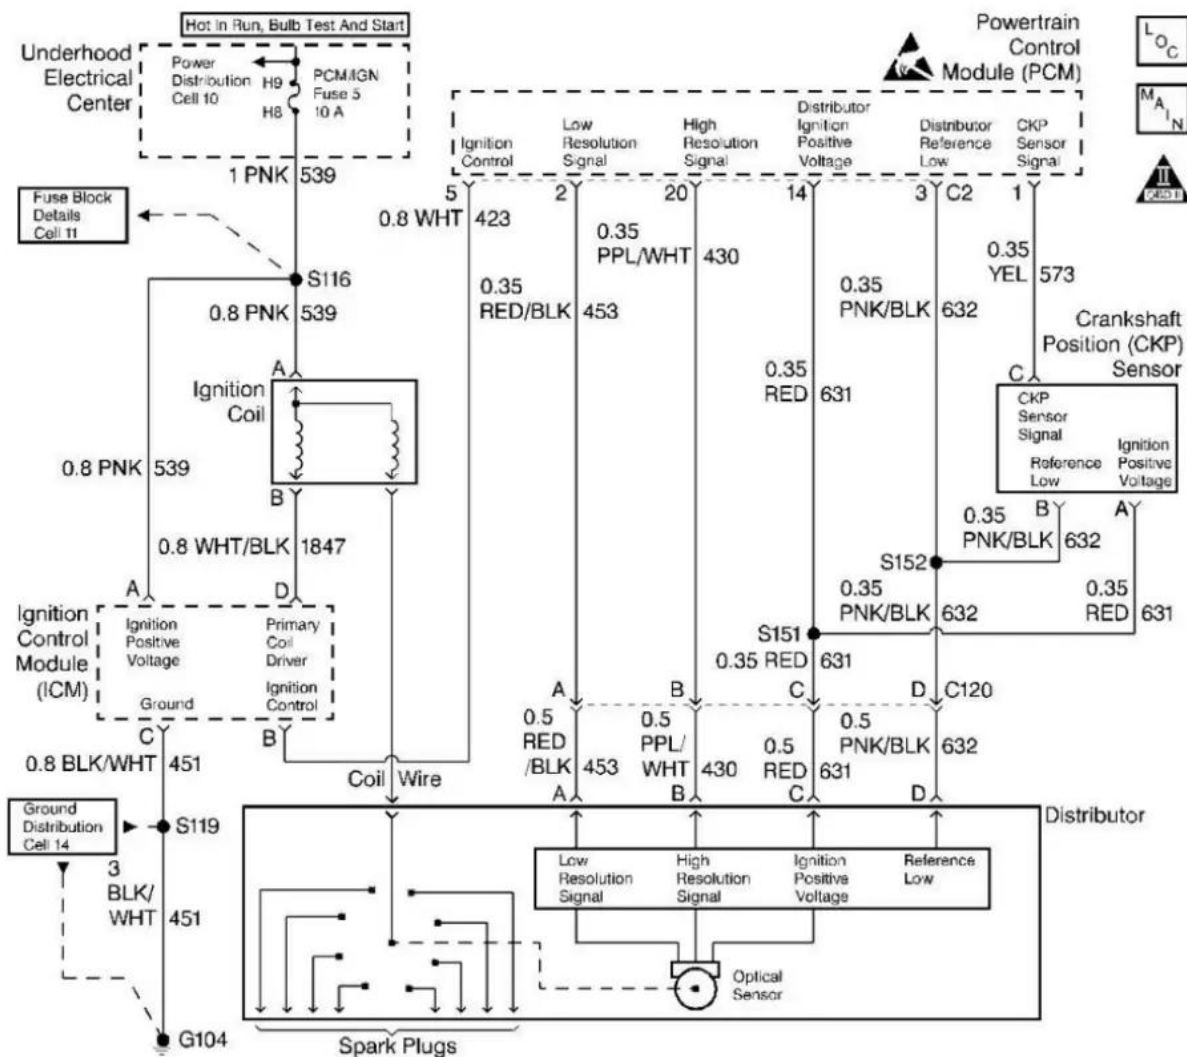 Hot In Run, Bulb Test And Start
Underhood
Electrical
Center
Power
Distribution
Cell 10
H9
H8
PCM/IGN
Fuse 5
10 A
Powertrain
Control
Module (PCM)
L
O
C
M
A
I
N
II
OBD II
Ignition
Control
Low
Resolution
Signal
High
Resolution
Signal
Distributor
Ignition
Positive
Voltage
Distributor
Reference
Low
CKP
Sensor
Signal
5
2
20
14
3
C2
1
1 PNK
539
Fuse Block
Details
Cell 11
S116
0.8 PNK
539
0.8 WHT
423
0.35
RED/BLK
453
0.35
PPL/WHT
430
0.35
RED
631
0.35
PNK/BLK
632
0.35
YEL
573
Crankshaft
Position (CKP)
Sensor
C
CKP
Sensor
Signal
Reference
Low
Ignition
Positive
Voltage
B
A
A
Ignition
Coil
B
0.8 PNK
539
0.8 WHT/BLK
1847
0.35
PNK/BLK
632
S152
0.35
PNK/BLK
632
0.35
RED
631
S151
0.35 RED
631
A
D
Ignition
Control
Module
(ICM)
Ignition
Positive
Voltage
Primary
Coil
Driver
Ground
Ignition
Control
C
B
A
B
C
D
C120
0.8 BLK/WHT
451
Coil
Wire
0.5
RED
/BLK
453
0.5
PPL/
WHT
430
0.5
RED
631
0.5
PNK/BLK
632
A
B
C
D
Ground
Distribution
Cell 14
S119
3
BLK/
WHT
451
G104
Distributor
Low
Resolution
Signal
High
Resolution
Signal
Ignition
Positive
Voltage
Reference
Low
Optical
Sensor
Spark Plugs